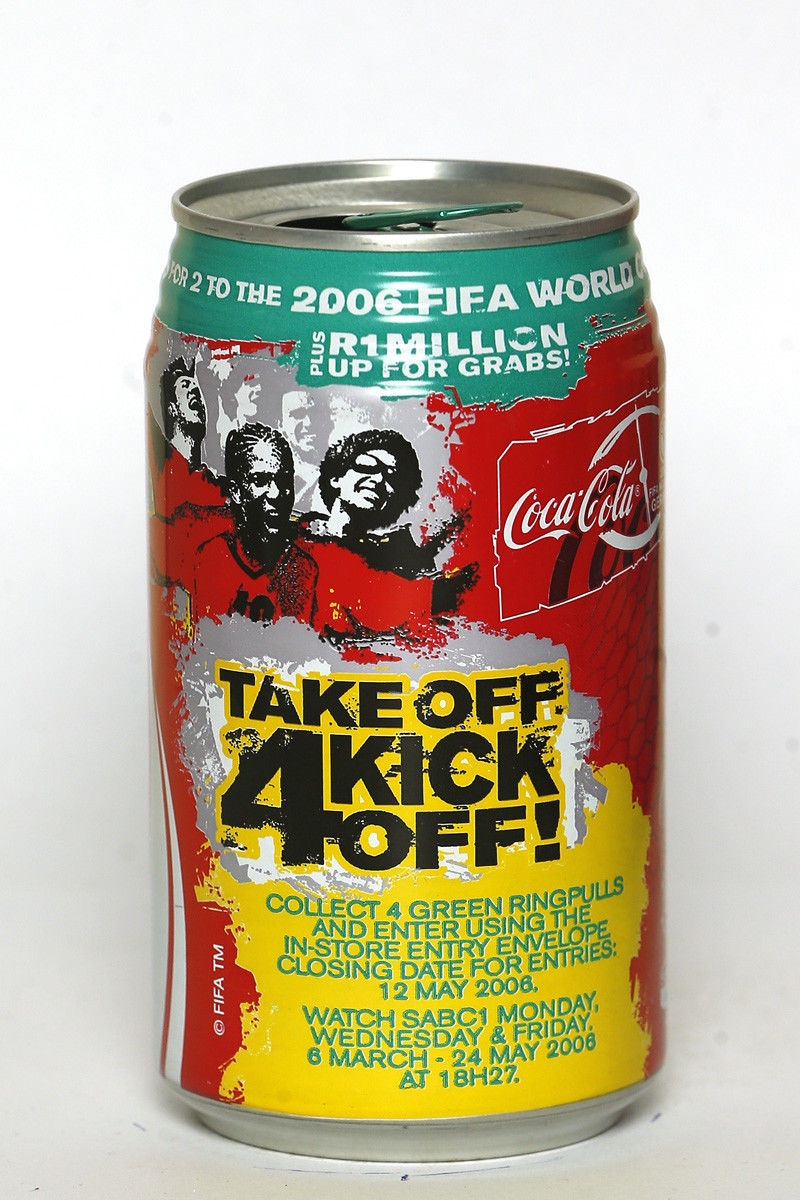 FOR 2 TO THE 2006 FIFA WORLD
PLUS R1MILLION
UP FOR GRABS!
Coca-Cola®
TAKE OFF
4 KICK
OFF!
COLLECT 4 GREEN RINGPULLS
AND ENTER USING THE
IN-STORE ENTRY ENVELOPE
CLOSING DATE FOR ENTRIES:
12 MAY 2006.
WATCH SABC1 MONDAY,
WEDNESDAY & FRIDAY.
6 MARCH - 24 MAY 2006
AT 18H27.
© FIFA TM